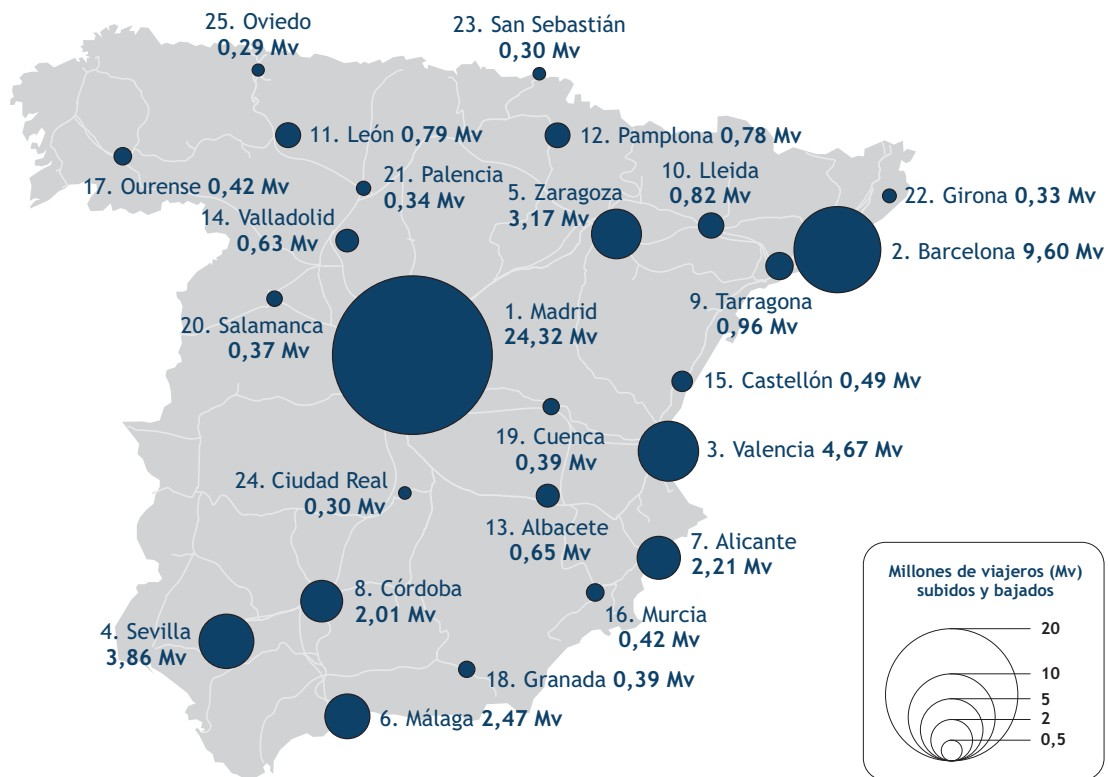 25. Oviedo
0,29 Mv
23. San Sebastián
0,30 Mv
11. León 0,79 Mv
12. Pamplona 0,78 Mv
17. Ourense 0,42 Mv
21. Palencia
0,34 Mv
5. Zaragoza
3,17 Mv
10. Lleida
0,82 Mv
22. Girona 0,33 Mv
14. Valladolid
0,63 Mv
2. Barcelona 9,60 Mv
20. Salamanca
0,37 Mv
1. Madrid
24,32 Mv
9. Tarragona
0,96 Mv
15. Castellón 0,49 Mv
19. Cuenca
0,39 Mv
3. Valencia 4,67 Mv
24. Ciudad Real
0,30 Mv
13. Albacete
0,65 Mv
7. Alicante
2,21 Mv
8. Córdoba
2,01 Mv
16. Murcia
0,42 Mv
4. Sevilla
3,86 Mv
18. Granada 0,39 Mv
6. Málaga 2,47 Mv
Millones de viajeros (Mv)
subidos y bajados
20
10
5
2
0,5